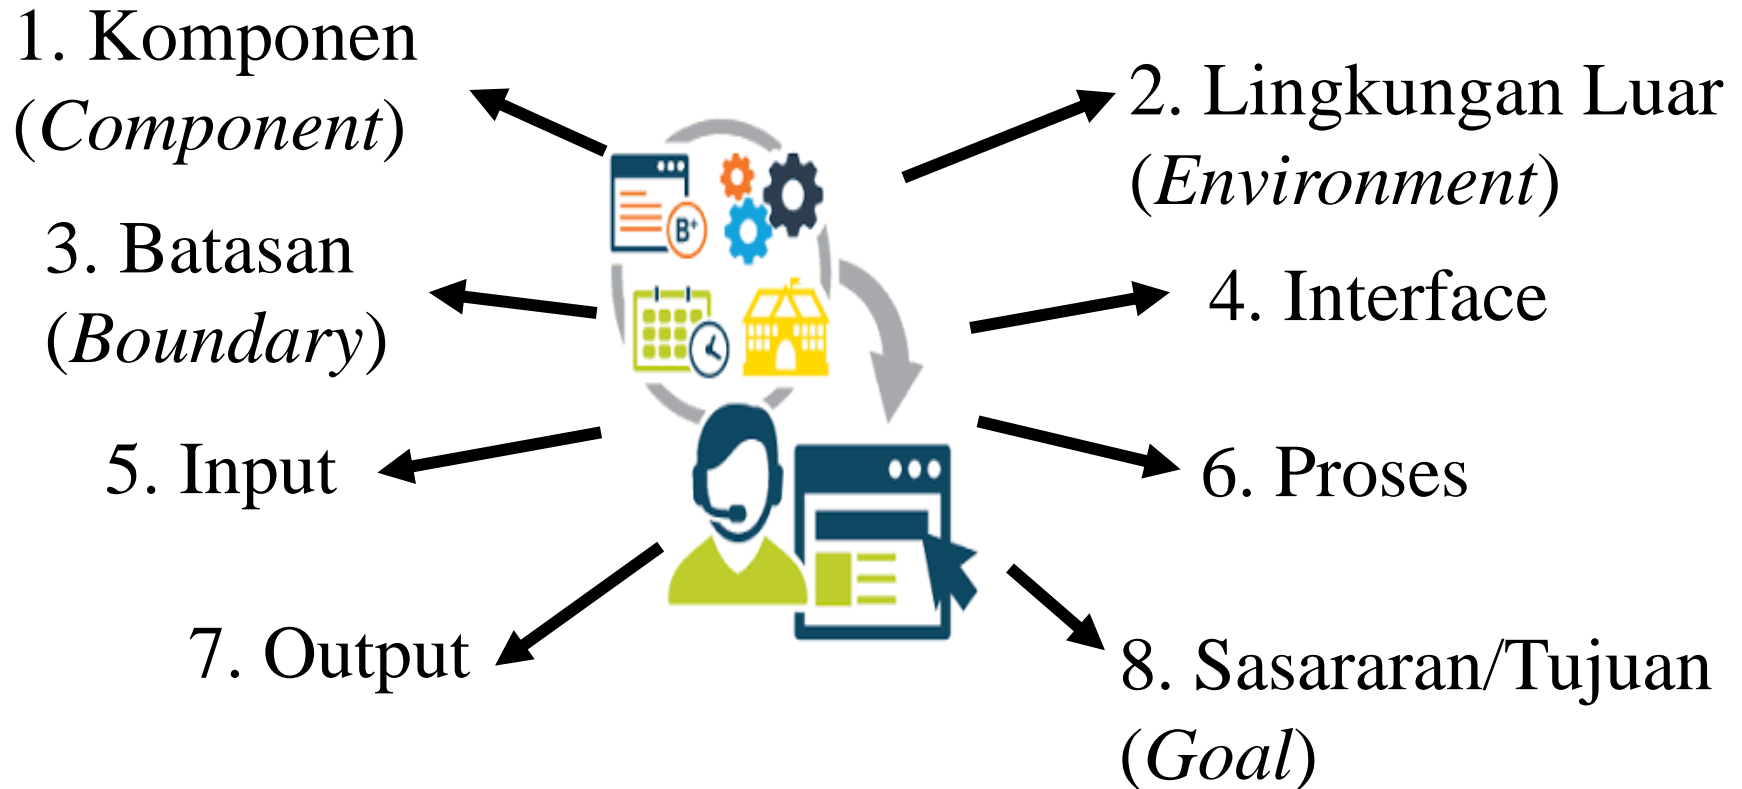 1. Komponen
(Component)
2. Lingkungan Luar
(Environment)
3. Batasan
(Boundary)
4. Interface
5. Input
6. Proses
7. Output
8. Sasararan/Tujuan
(Goal)
B+